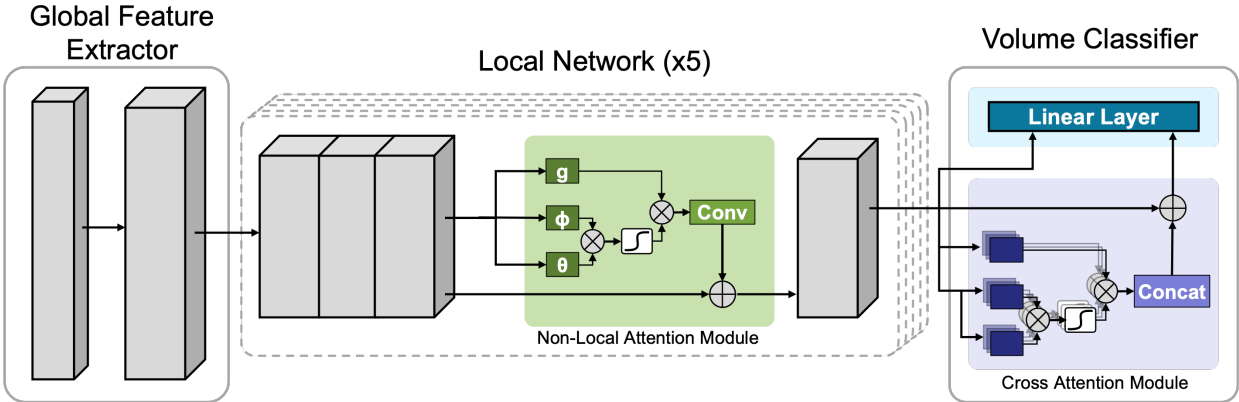 Global Feature
Extractor
Local Network (x5)
Volume Classifier
Linear Layer
g
ϕ
θ
Conv
Concat
Non-Local Attention Module
Cross Attention Module